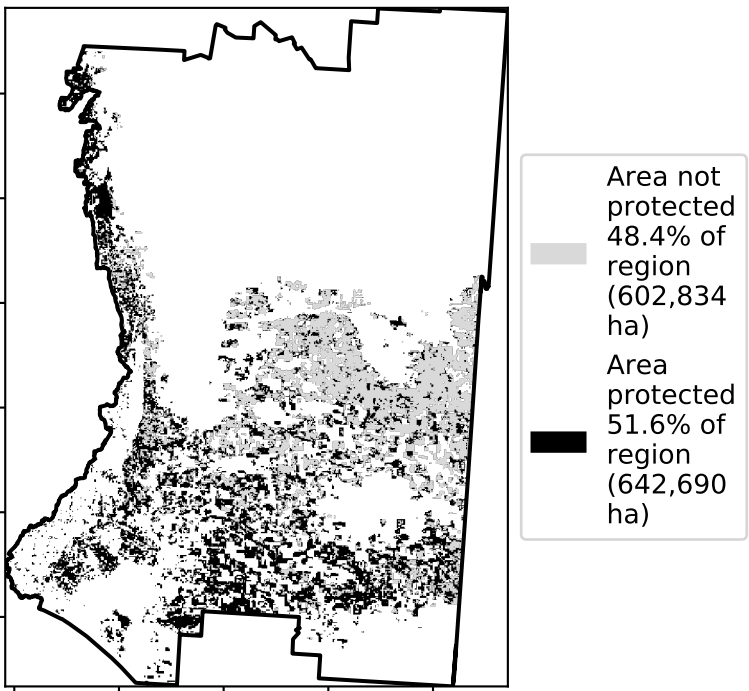 Area not
protected
48.4% of
region
(602,834
ha)
Area
protected
51.6% of
region
(642,690
ha)